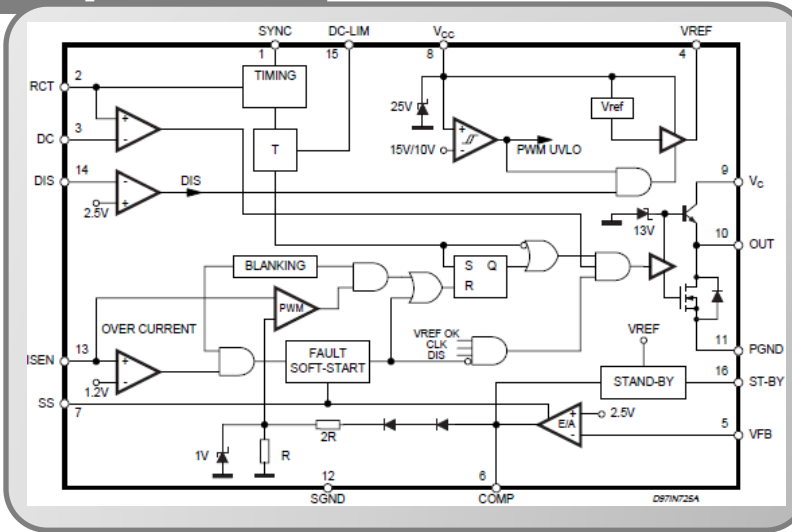 SYNC DC-LIM VCC VREF
1 15 8 4
RCT 2 TIMING
25V Vref
DC 3 + -
T 15V/10V + - PWM UVLO
DIS 14 - + DIS 9 VC
2.5V
13V
10 OUT
BLANKING S Q
R
PWM
OVER CURRENT VREF OK
CLK
DIS
VREF
ISEN 13 + - FAULT
SOFT-START
11 PGND
1.2V STAND-BY 16 ST-BY
SS 7 + 2.5V
E/A
- 5 VFB
2R
1V R
12 6
SGND COMP D97IN725A